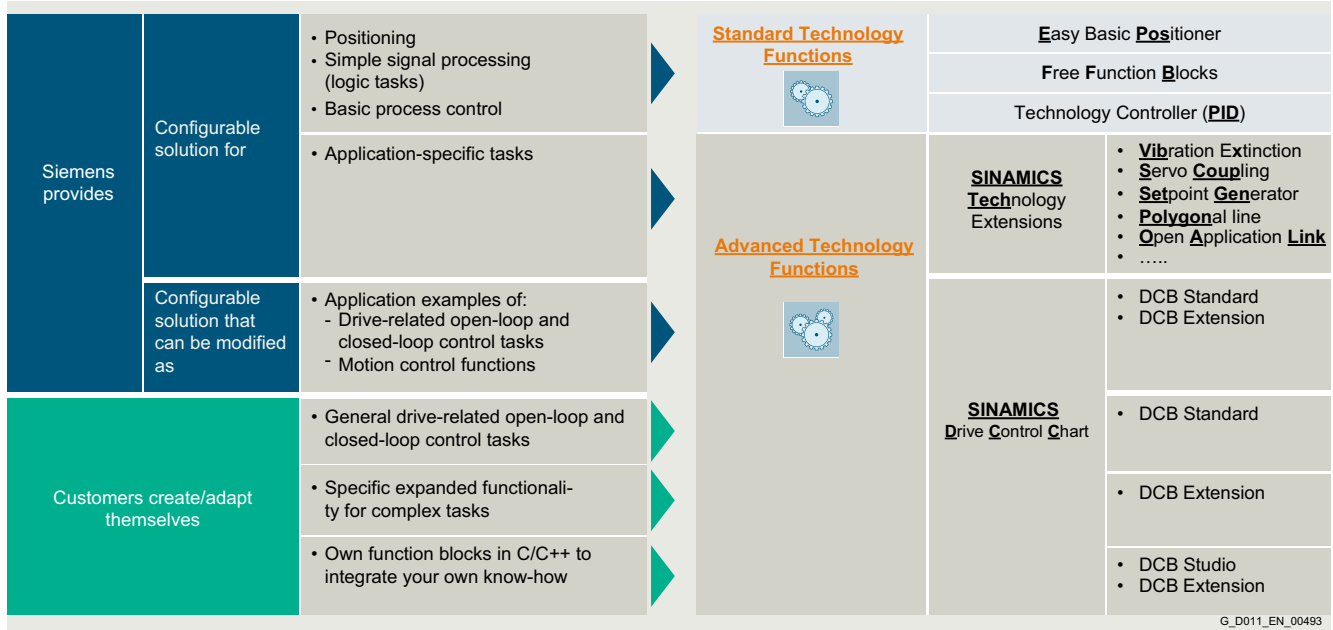 Siemens
provides
Configurable
solution for
• Positioning
• Simple signal processing
(logic tasks)
• Basic process control
• Application-specific tasks
Configurable
solution that
can be modified
as
• Application examples of:
- Drive-related open-loop and
closed-loop control tasks
- Motion control functions
Customers create/adapt
themselves
• General drive-related open-loop and
closed-loop control tasks
• Specific expanded functionali-
ty for complex tasks
• Own function blocks in C/C++ to
integrate your own know-how
Standard Technology
Functions
Easy Basic Positioner
Free Function Blocks
Technology Controller (PID)
Advanced Technology
Functions
SINAMICS
Technology
Extensions
• Vibration Extinction
• Servo Coupling
• Setpoint Generator
• Polygonal line
• Open Application Link
• …..
SINAMICS
Drive Control Chart
• DCB Standard
• DCB Extension
• DCB Standard
• DCB Extension
• DCB Studio
• DCB Extension
G_D011_EN_00493